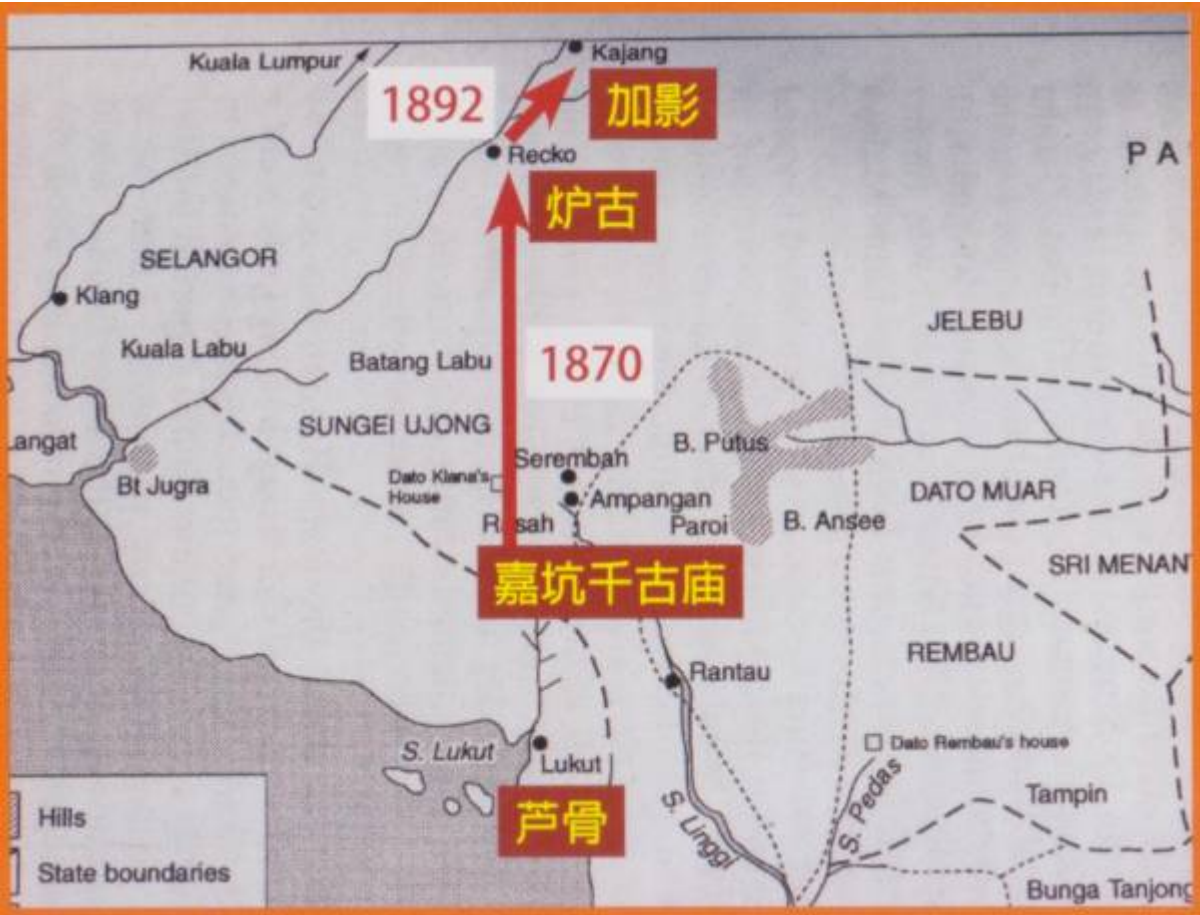 Kuala Lumpur
Kajang
1892
加影
Recko
PA
炉古
SELANGOR
Klang
JELEBU
Kuala Labu
Batang Labu
1870
SUNGEI UJONG
B. Putus
Langat
Seremban
Dato Klana's
House
Bt Jugra
Ampangan
DATO MUAR
Rasah
Paroi
B. Ansee
嘉坑千古庙
SRI MENAN
REMBAU
Rantau
S. Lukut
Lukut
Dato Rembau's house
芦骨
S. Linggi
S. Pedas
Tampin
Hills
State boundaries
Bunga Tanjong